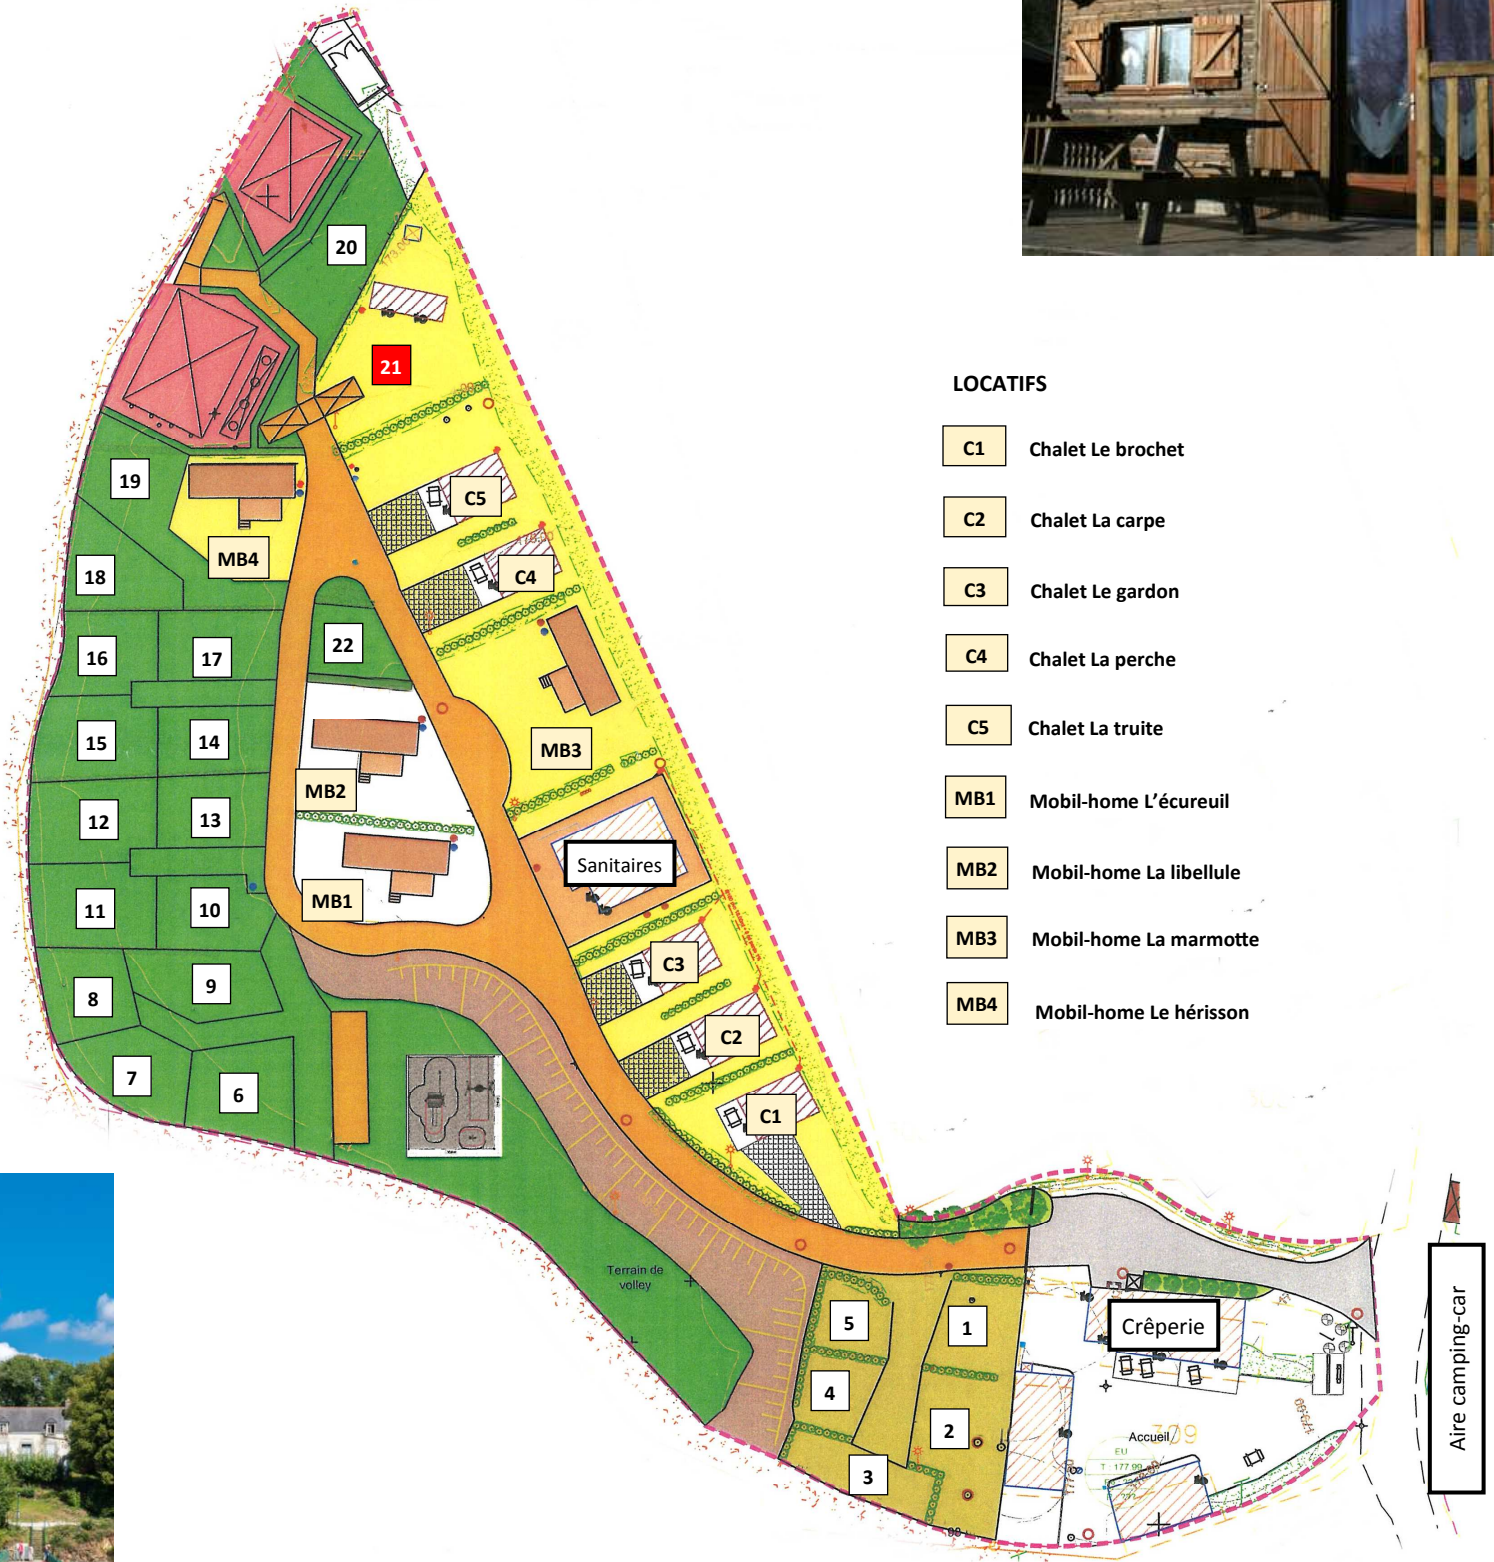 20
21
LOCATIFS
C1 Chalet Le brochet
C2 Chalet La carpe
C3 Chalet Le gardon
C4 Chalet La perche
C5 Chalet La truite
MB1 Mobil-home L'écureuil
MB2 Mobil-home La libellule
MB3 Mobil-home La marmotte
MB4 Mobil-home Le hérisson
19
C5
MB4
C4
18
22
16
17
15
14
MB3
MB2
12
13
Sanitaires
MB1
11
10
C3
9
8
C2
7
6
C1
Terrain de
volley
5
1
Crêperie
4
2
3
Accueil
309
EU
T : 177.99
Aire camping-car